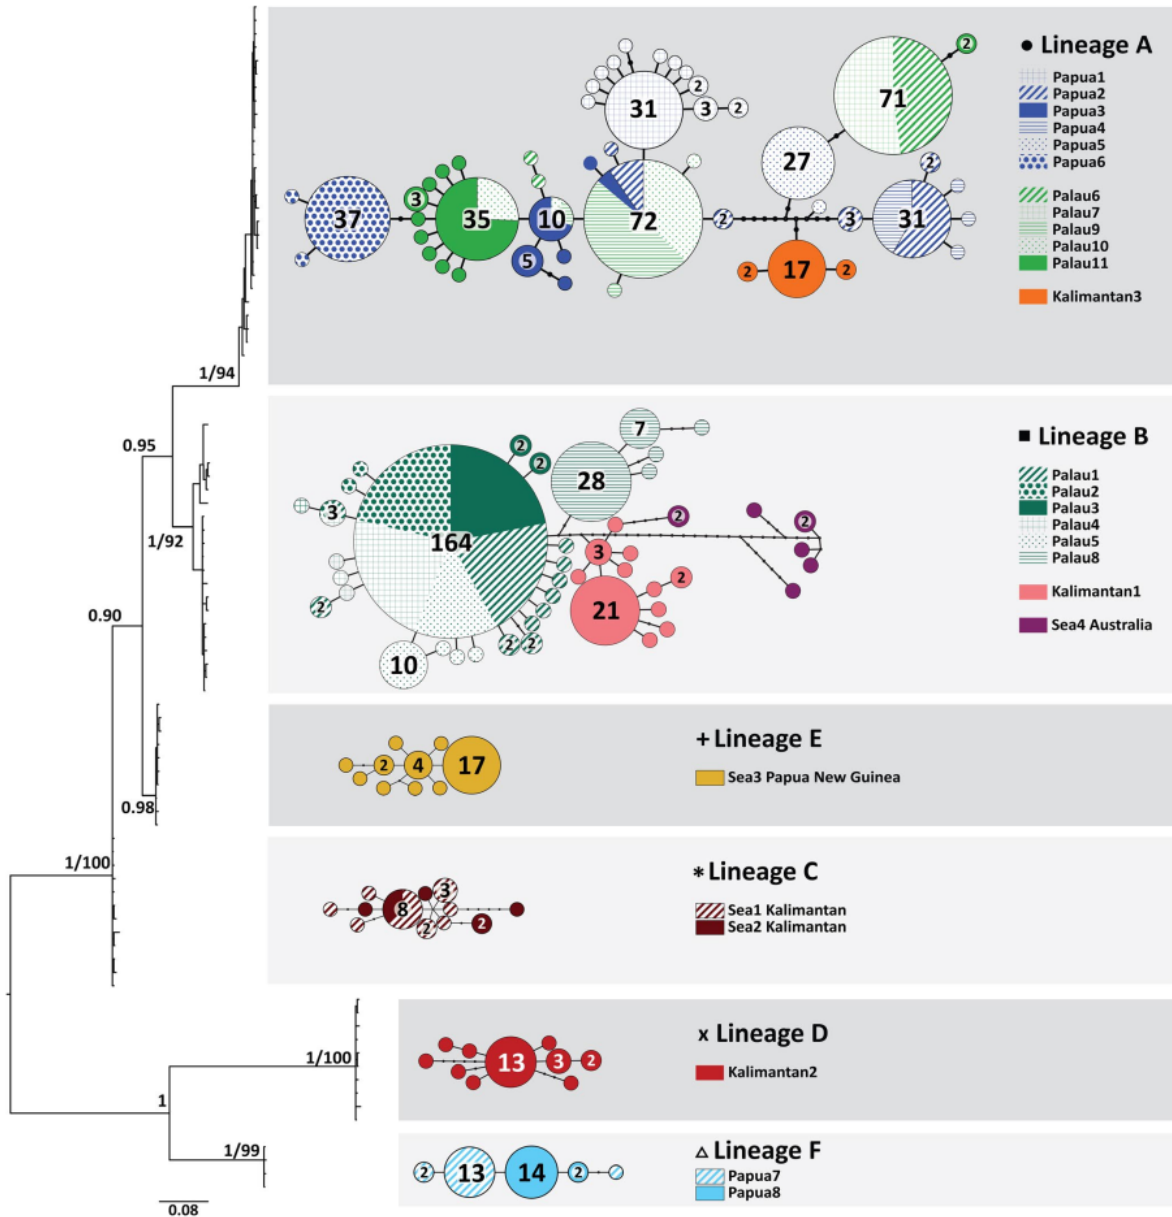 ● Lineage A
Papua1
Papua2
Papua3
Papua4
Papua5
Papua6
Palau6
Palau7
Palau9
Palau10
Palau11
Kalimantan3
2
71
31
2
3
2
27
2
37
3
35
10
72
2
3
31
5
2
17
2
1/94
■ Lineage B
Palau1
Palau2
Palau3
Palau4
Palau5
Palau8
Kalimantan1
Sea4 Australia
0.95
7
2
2
28
3
2
2
164
1/92
3
2
21
2
2
2
10
0.90
+ Lineage E
Sea3 Papua New Guinea
2
4
17
0.98
1/100
* Lineage C
Sea1 Kalimantan
Sea2 Kalimantan
3
8
2
2
x Lineage D
Kalimantan2
1/100
13
3
2
1
△ Lineage F
Papua7
Papua8
1/99
2
13
14
2
0.08